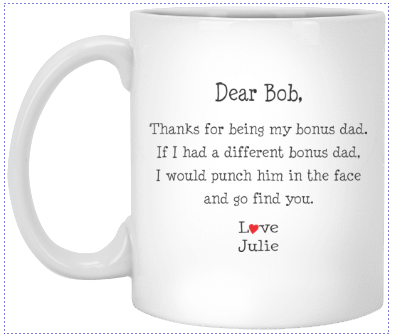 Dear Bob,
Thanks for being my bonus dad.
If I had a different bonus dad,
I would punch him in the face
and go find you.
Love
Julie